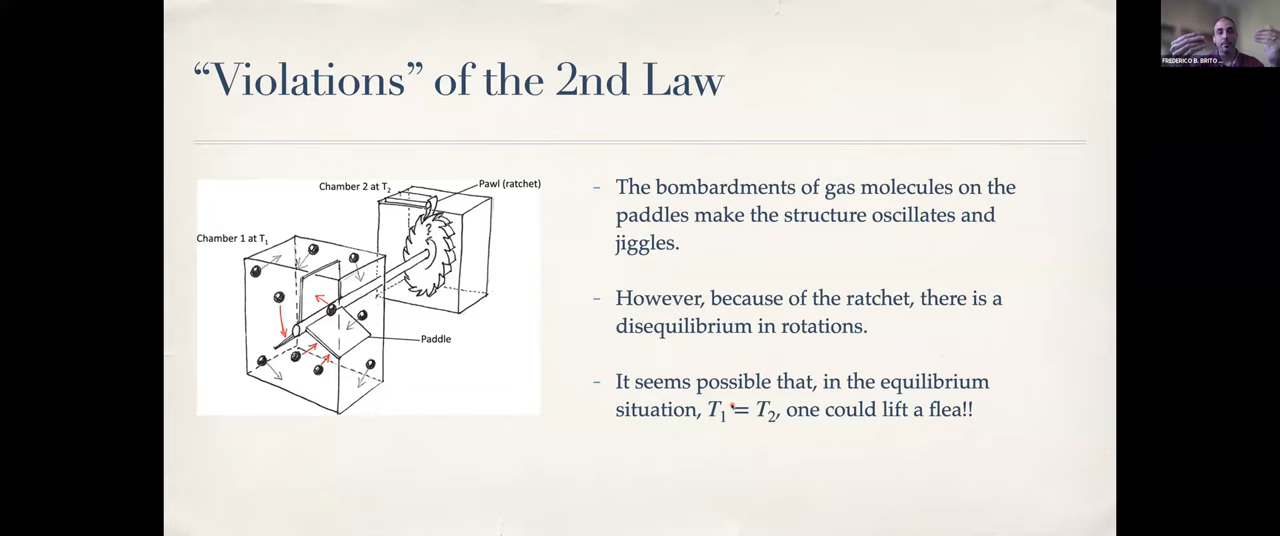 FREDERICO B. BRITO
“Violations” of the 2nd Law
Chamber 2 at T₂
Pawl (ratchet)
Chamber 1 at T₁
Paddle
- The bombardments of gas molecules on the
paddles make the structure oscillates and
jiggles.
- However, because of the ratchet, there is a
disequilibrium in rotations.
- It seems possible that, in the equilibrium
situation, T₁ = T₂, one could lift a flea!!